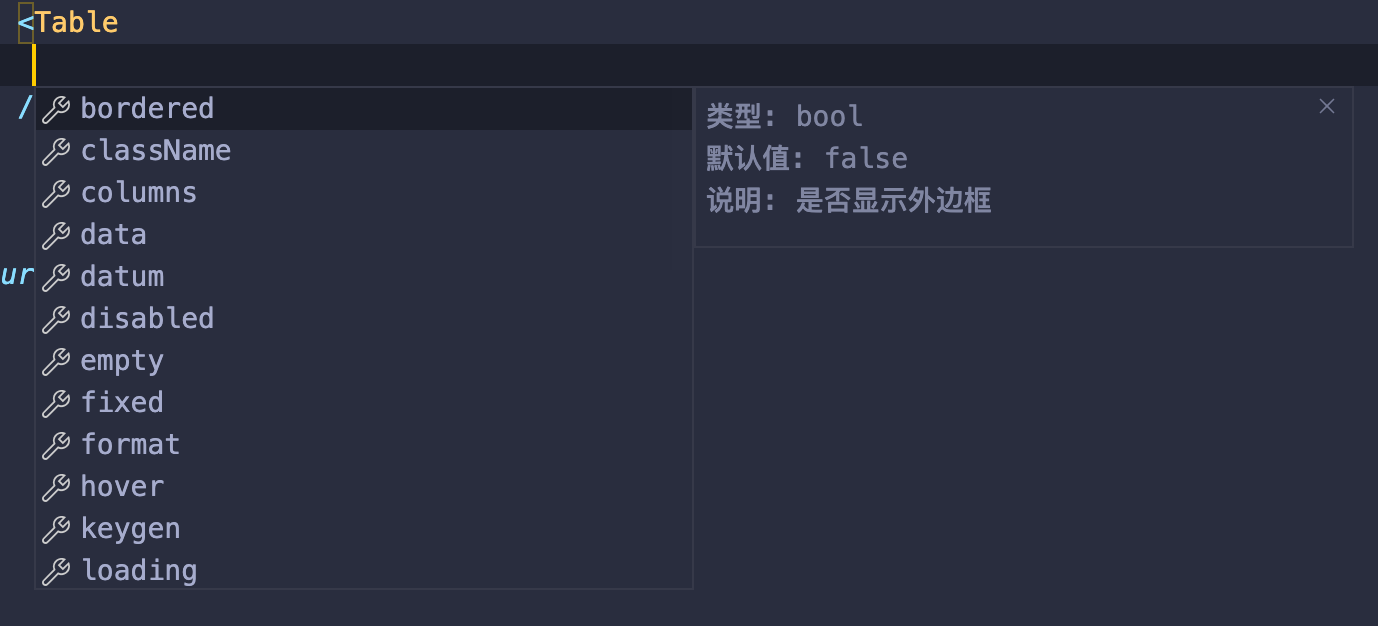 <Table
/
ur
bordered
className
columns
data
datum
disabled
empty
fixed
format
hover
keygen
loading
类型: bool
默认值: false
说明: 是否显示外边框